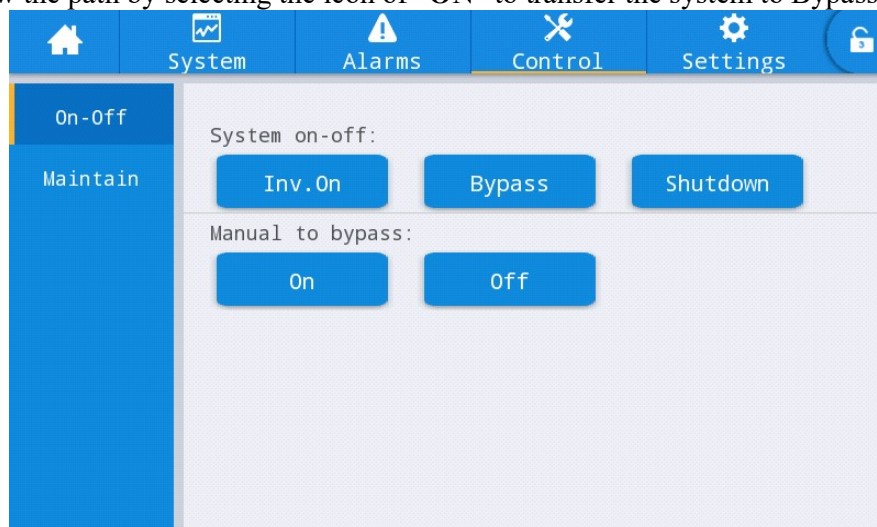 the path by selecting the icon of "ON" to transfer the system to Bypass
System Alarms Control Settings 3
On-Off
System on-off:
Maintain
Inv.On Bypass Shutdown
Manual to bypass:
On Off